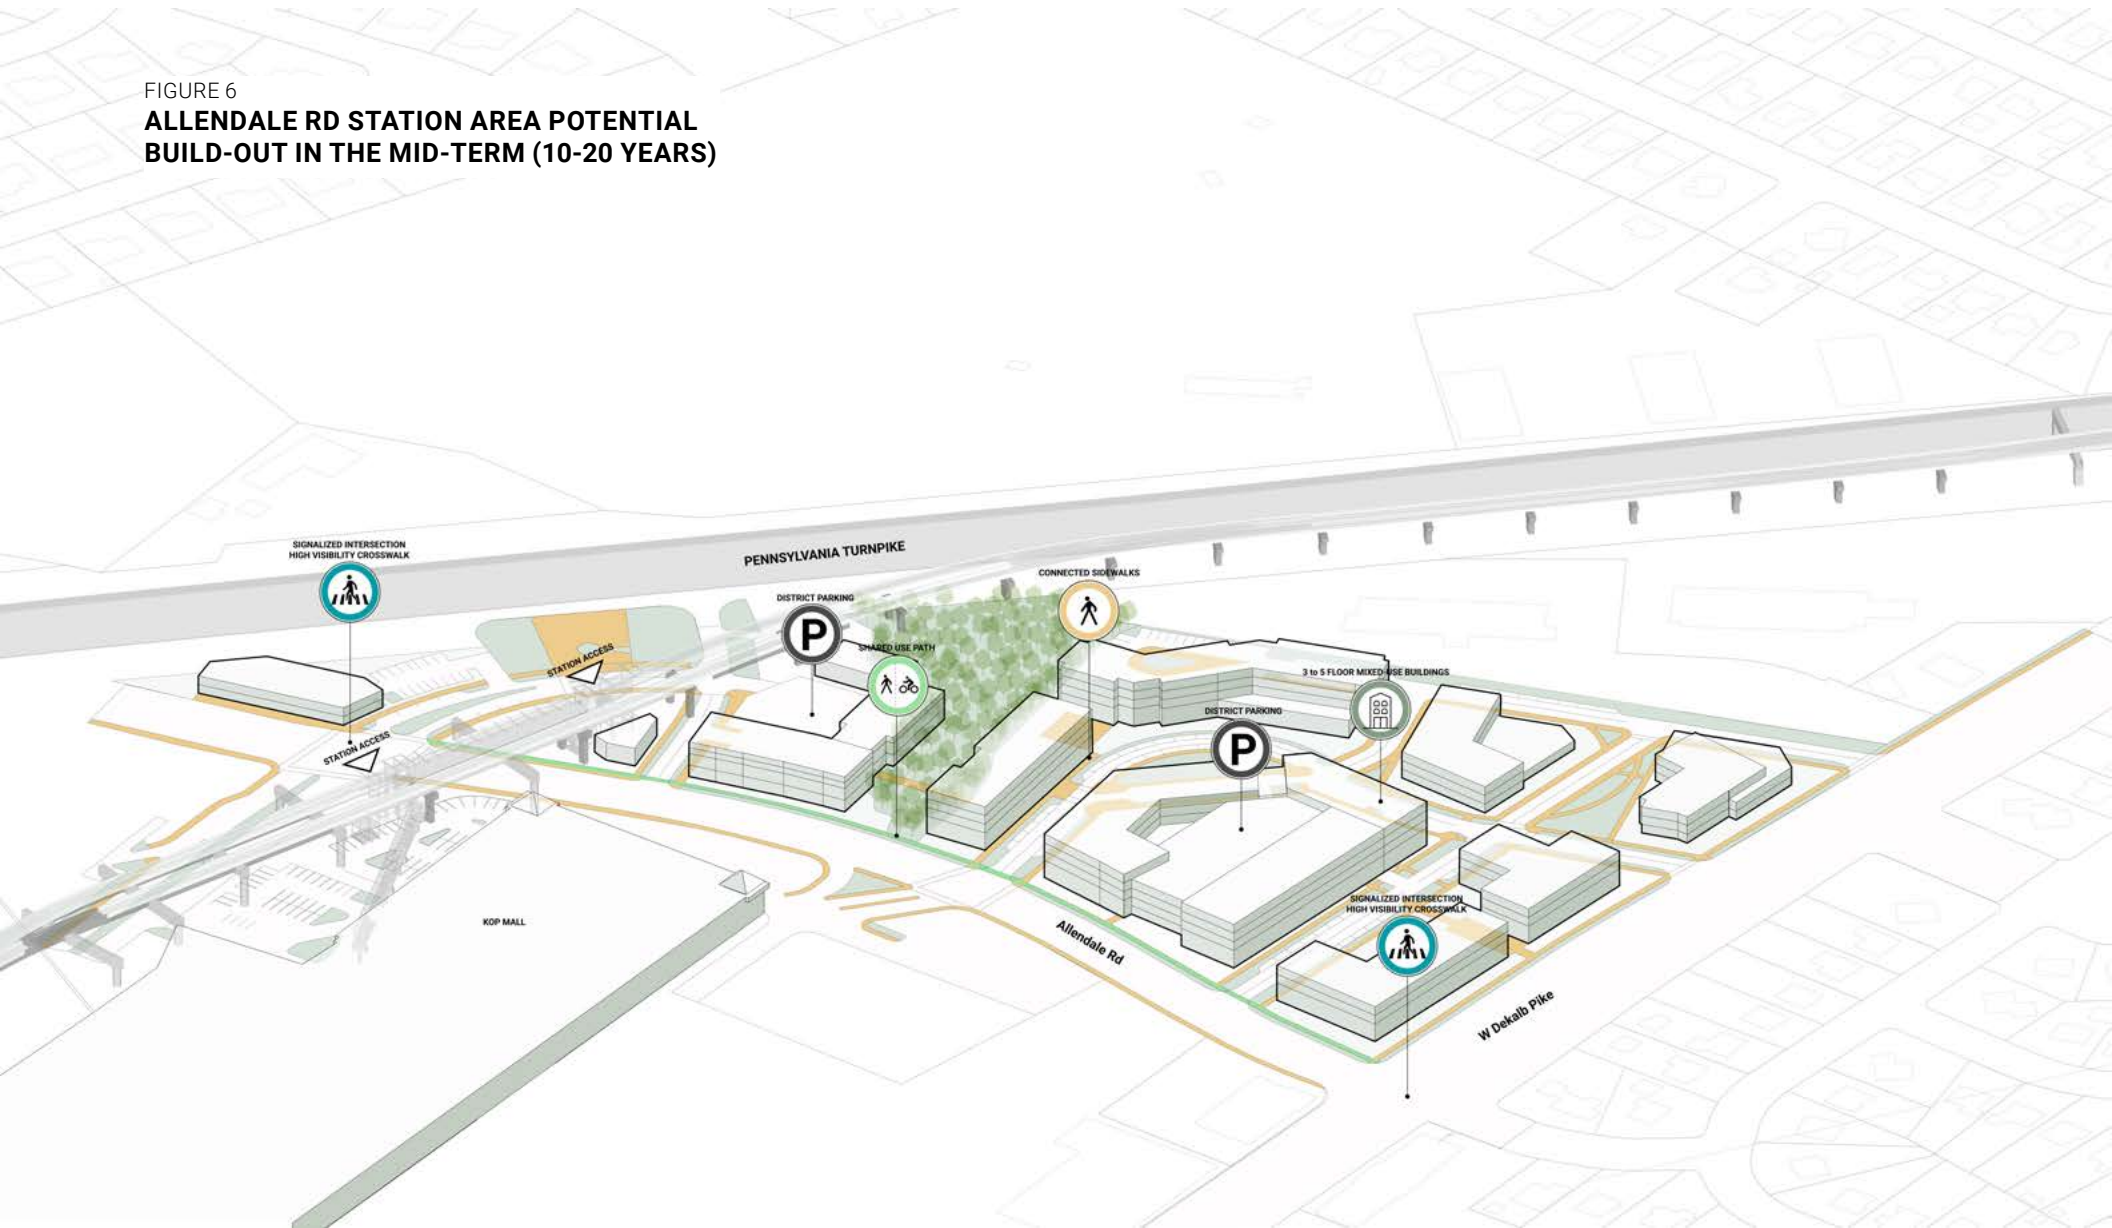 FIGURE 6
ALLENDALE RD STATION AREA POTENTIAL
BUILD-OUT IN THE MID-TERM (10-20 YEARS)
SIGNALIZED INTERSECTION
HIGH VISIBILITY CROSSWALK
PENNSYLVANIA TURNPIKE
CONNECTED SIDEWALKS
DISTRICT PARKING
P
SHARED USE PATH
STATION ACCESS
3 to 5 FLOOR MIXED-USE BUILDINGS
DISTRICT PARKING
P
STATION ACCESS
SIGNALIZED INTERSECTION
HIGH VISIBILITY CROSSWALK
KOP MALL
Allendale Rd
W Dekalb Pike